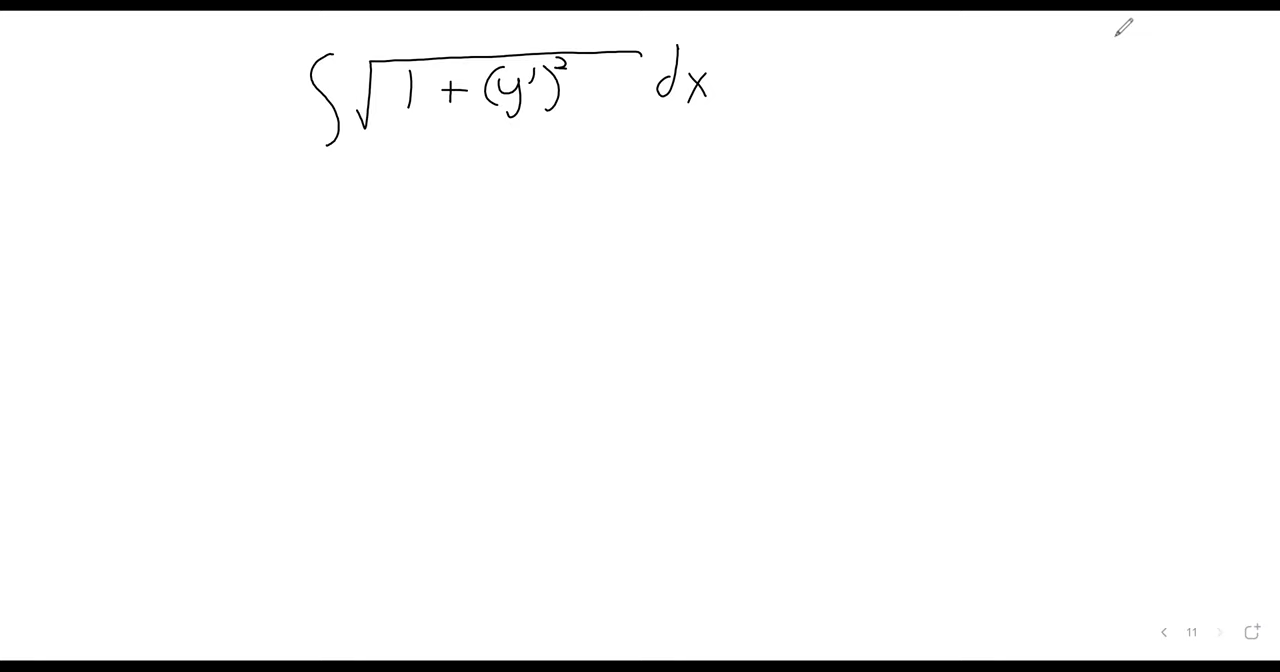 ∫√(1 + (y')²) dx
11